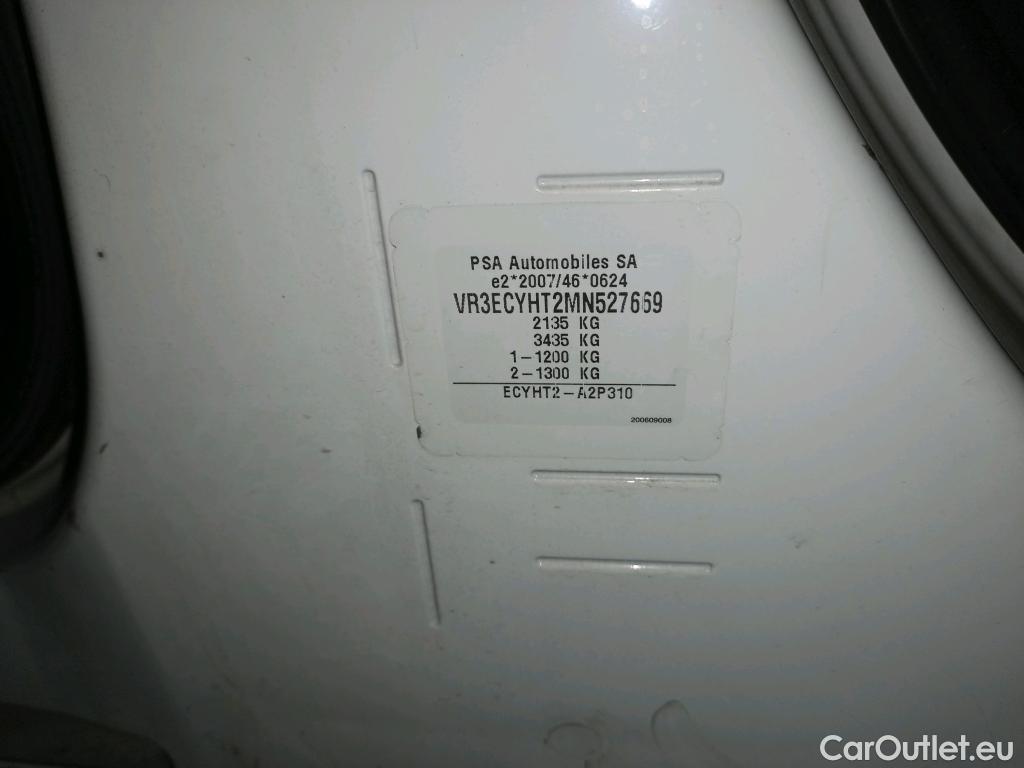 PSA Automobiles SA
e2*2007/46*0624
VR3ECYHT2MN527669
2135 KG
3435 KG
1-1200 KG
2-1300 KG
ECYHT2-A2P310
200609008
CarOutlet.eu